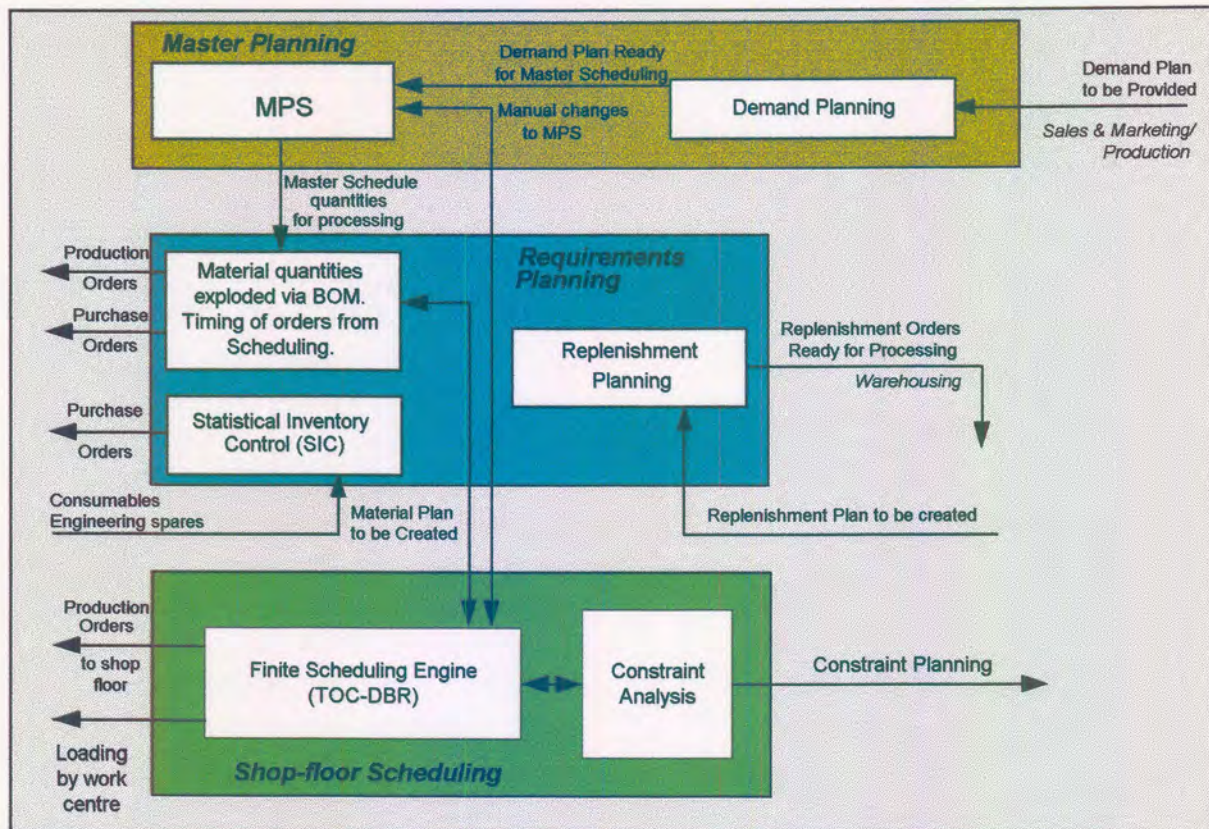 Master Planning
MPS
Demand Plan Ready
for Master Scheduling
Manual changes
to MPS
Demand Planning
Demand Plan
to be Provided
Sales & Marketing/
Production
Master Schedule
quantities
for processing
Requirements
Planning
Production
Orders
Purchase
Orders
Material quantities
exploded via BOM.
Timing of orders from
Scheduling.
Replenishment
Planning
Replenishment Orders
Ready for Processing
Warehousing
Purchase
Orders
Statistical Inventory
Control (SIC)
Consumables
Engineering spares
Material Plan
to be Created
Replenishment Plan to be created
Production
Orders
to shop
floor
Loading
by work
centre
Finite Scheduling Engine
(TOC-DBR)
Constraint
Analysis
Constraint Planning
Shop-floor Scheduling